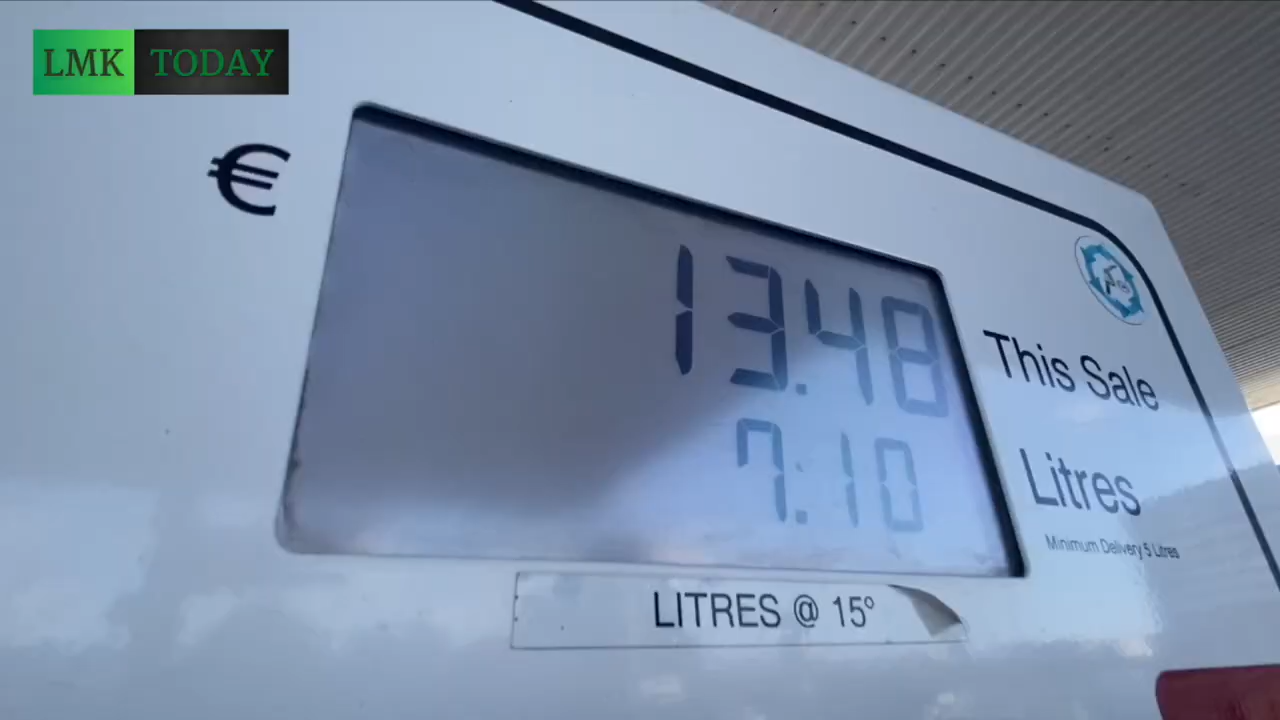 LMK TODAY
€
13.48
This Sale
7.10
Litres
Minimum Delivery 5 Litres
LITRES @ 15°